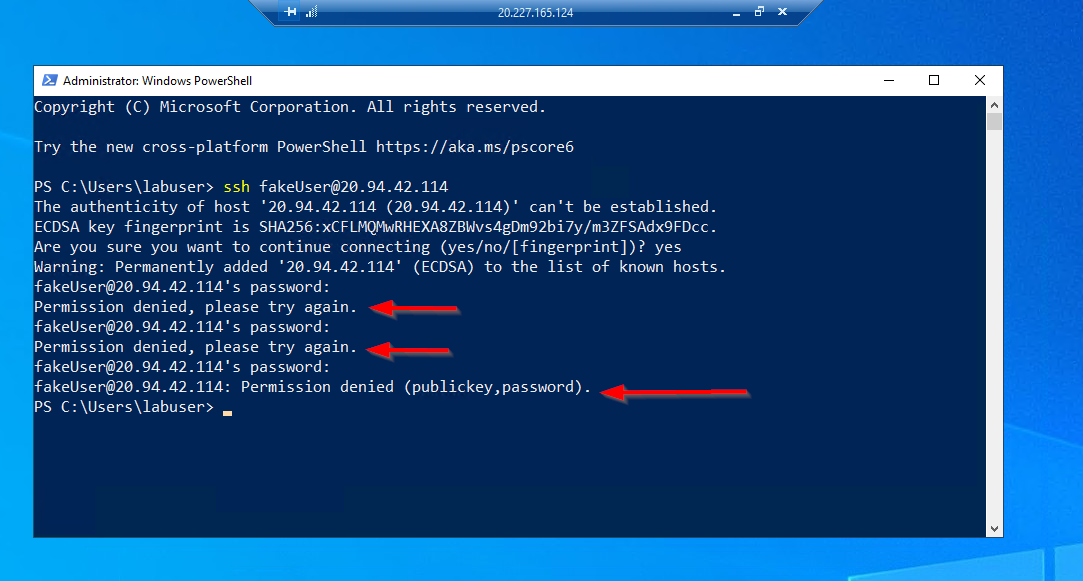 20.227.165.124
Administrator: Windows PowerShell
Copyright (C) Microsoft Corporation. All rights reserved.
Try the new cross-platform PowerShell https://aka.ms/pscore6
PS C:\Users\labuser> ssh fakeUser@20.94.42.114
The authenticity of host '20.94.42.114 (20.94.42.114)' can't be established.
ECDSA key fingerprint is SHA256:xCFLMQMwRHEXA8ZBWvs4gDm92bi7y/m3ZFSAdx9FDcc.
Are you sure you want to continue connecting (yes/no/[fingerprint])? yes
Warning: Permanently added '20.94.42.114' (ECDSA) to the list of known hosts.
fakeUser@20.94.42.114's password:
Permission denied, please try again.
fakeUser@20.94.42.114's password:
Permission denied, please try again.
fakeUser@20.94.42.114's password:
fakeUser@20.94.42.114: Permission denied (publickey,password).
PS C:\Users\labuser>